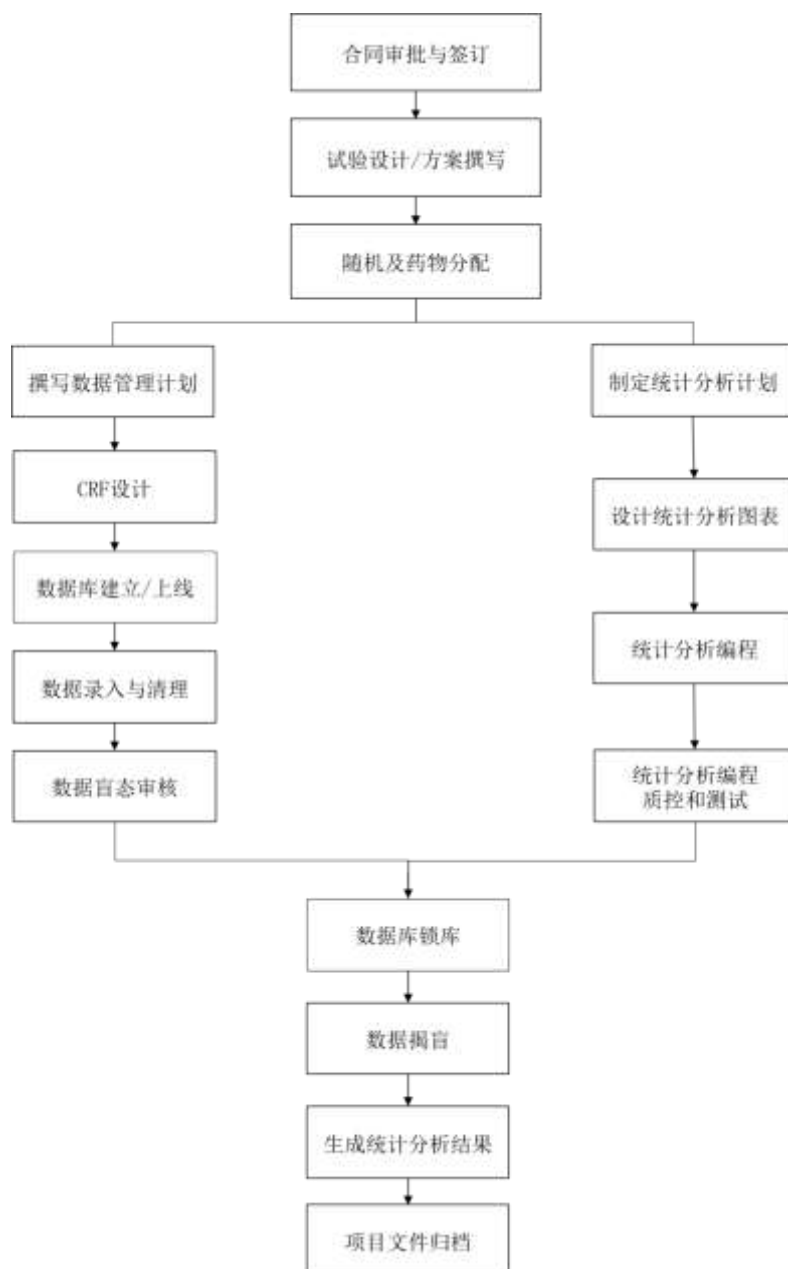 合同审批与签订
试验设计/方案撰写
随机及药物分配
撰写数据管理计划
制定统计分析计划
CRF设计
设计统计分析图表
数据库建立/上线
统计分析编程
数据录入与清理
数据盲态审核
统计分析编程
质控和测试
数据库锁库
数据揭盲
生成统计分析结果
项目文件归档